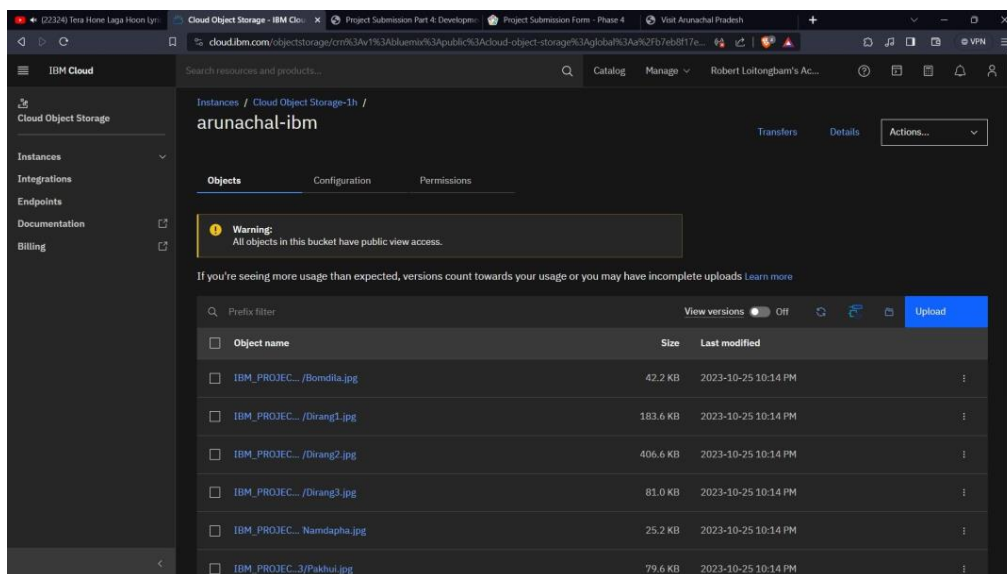 (22324) Tera Hone Laga Hoon Lyri
Cloud Object Storage - IBM Clou
Project Submission Part 4: Developme
Project Submission Form - Phase 4
Visit Arunachal Pradesh
cloud.ibm.com/objectstorage/crn%3Av1%3Abluemix%3Apublic%3Acloud-object-storage%3Aglobal%3Aa%2Fb7eb8f17e...
VPN
IBM Cloud
Search resources and products...
Catalog
Manage
Robert Loitongbam's Ac...
Cloud Object Storage
Instances
Integrations
Endpoints
Documentation
Billing
Instances / Cloud Object Storage-1h /
arunachal-ibm
Transfers
Details
Actions...
Objects
Configuration
Permissions
Warning:
All objects in this bucket have public view access.
If you're seeing more usage than expected, versions count towards your usage or you may have incomplete uploads Learn more
Prefix filter
View versions
Off
Upload
Object name Size Last modified
IBM_PROJEC... /Bomdila.jpg 42.2 KB 2023-10-25 10:14 PM
IBM_PROJEC... /Dirang1.jpg 183.6 KB 2023-10-25 10:14 PM
IBM_PROJEC... /Dirang2.jpg 406.6 KB 2023-10-25 10:14 PM
IBM_PROJEC... /Dirang3.jpg 81.0 KB 2023-10-25 10:14 PM
IBM_PROJEC... Namdapha.jpg 25.2 KB 2023-10-25 10:14 PM
IBM_PROJEC...3/Pakhui.jpg 79.6 KB 2023-10-25 10:14 PM